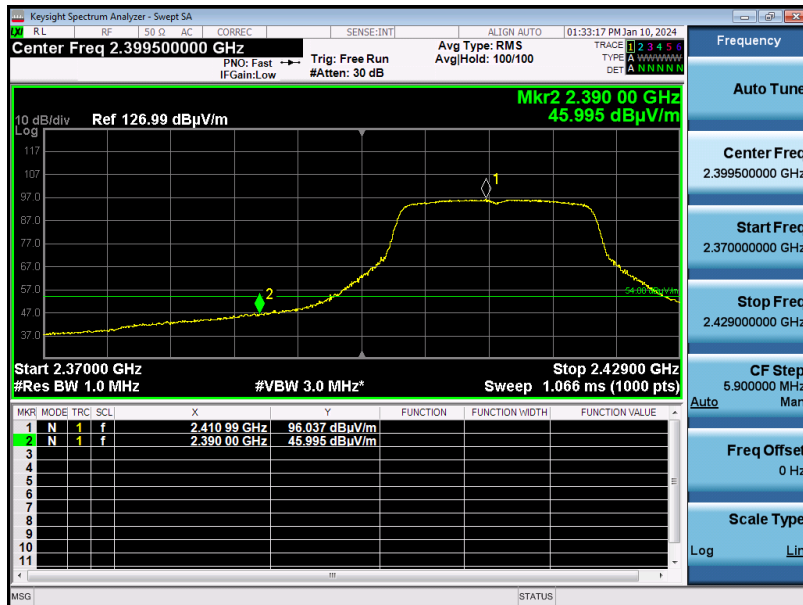 Keysight Spectrum Analyzer - Swept SA
LXI RL RF 50 Ω AC CORREC SENSE:INT ALIGN AUTO 01:33:17 PM Jan 10, 2024
Center Freq 2.399500000 GHz
PNO: Fast
IFGain:Low
Trig: Free Run
#Atten: 30 dB
Avg Type: RMS
Avg|Hold: 100/100
TRACE 1 2 3 4 5 6
TYPE A WWWWW
DET A N N N N N
Mkr2 2.390 00 GHz
45.995 dBµV/m
10 dB/div Ref 126.99 dBµV/m
Log
117
107
97.0
87.0
77.0
67.0
57.0
47.0
37.0
1
2
54.00 dBµV/m
Start 2.37000 GHz Stop 2.42900 GHz
#Res BW 1.0 MHz #VBW 3.0 MHz* Sweep 1.066 ms (1000 pts)
MKR MODE TRC SCL X Y FUNCTION FUNCTION WIDTH FUNCTION VALUE
1 N 1 f 2.410 99 GHz 96.037 dBµV/m
2 N 1 f 2.390 00 GHz 45.995 dBµV/m
3
4
5
6
7
8
9
10
11
MSG STATUS
Frequency
Auto Tune
Center Freq
2.399500000 GHz
Start Freq
2.370000000 GHz
Stop Freq
2.429000000 GHz
CF Step
5.900000 MHz
Auto Man
Freq Offset
0 Hz
Scale Type
Log Lin